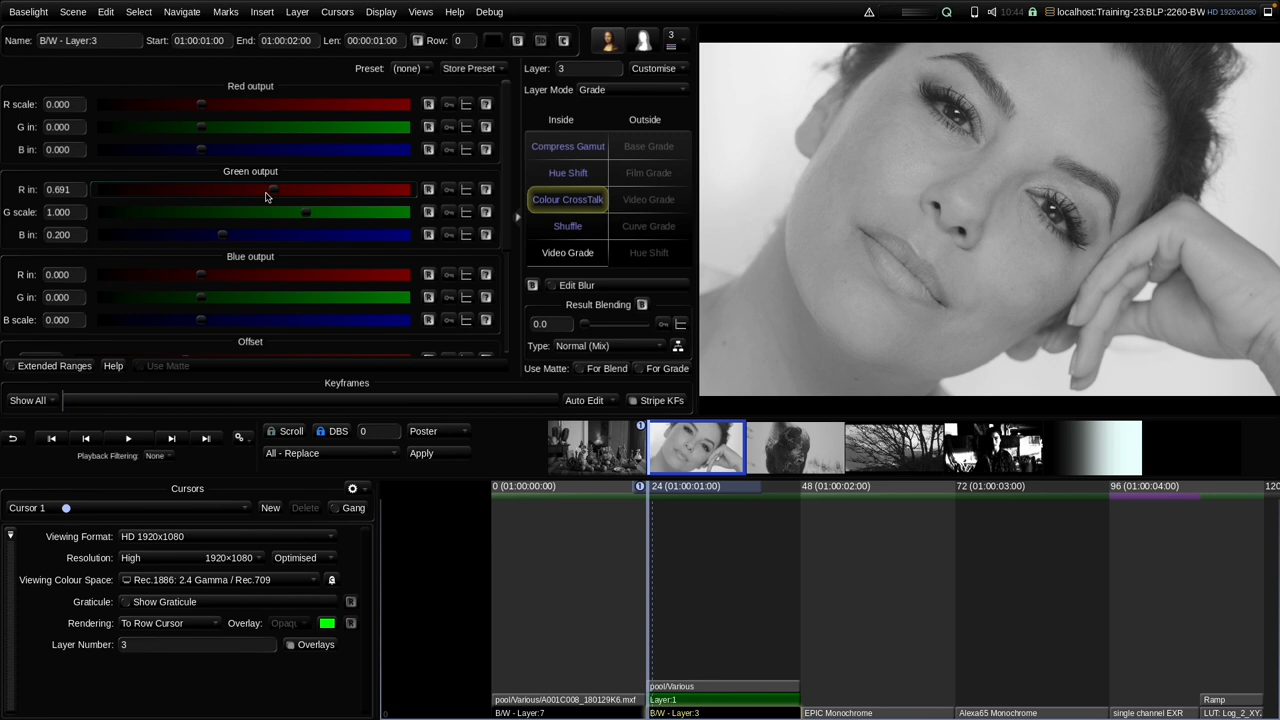 Baselight Scene Edit Select Navigate Marks Insert Layer Cursors Display Views Help Debug 10:44 localhost:Training-23:BLP:2260-BW HD 1920x1080
Name: B/W - Layer:3 Start: 01:00:01:00 End: 01:00:02:00 Len: 00:00:01:00 Row: 0 3
Preset: (none) Store Preset
Layer: 3 Customise
Layer Mode Grade
Red output
R scale: 0.000
G in: 0.000
B in: 0.000
Green output
R in: 0.691
G scale: 1.000
B in: 0.200
Blue output
R in: 0.000
G in: 0.000
B scale: 0.000
Offset
Extended Ranges Help Use Matte
Inside Outside
Compress Gamut Base Grade
Hue Shift Film Grade
Colour CrossTalk Video Grade
Shuffle Curve Grade
Video Grade Hue Shift
Edit Blur
Result Blending
0.0
Type: Normal (Mix)
Use Matte: For Blend For Grade
Keyframes
Show All Auto Edit Stripe KFs
Scroll DBS 0 Poster
Playback Filtering: None All - Replace Apply
Cursors
Cursor 1 New Delete Gang
Viewing Format: HD 1920x1080
Resolution: High 1920×1080 Optimised
Viewing Colour Space: Rec.1886: 2.4 Gamma / Rec.709
Graticule: Show Graticule
Rendering: To Row Cursor Overlay: Opaqu
Layer Number: 3 Overlays
0 (01:00:00:00) 24 (01:00:01:00) 48 (01:00:02:00) 72 (01:00:03:00) 96 (01:00:04:00) 120
pool/Various
pool/Various/A001C008_180129K6.mxf Layer:1 Ramp
B/W - Layer:7 B/W - Layer:3 EPIC Monochrome Alexa65 Monochrome single channel EXR LUT: Log_2_XY.
0